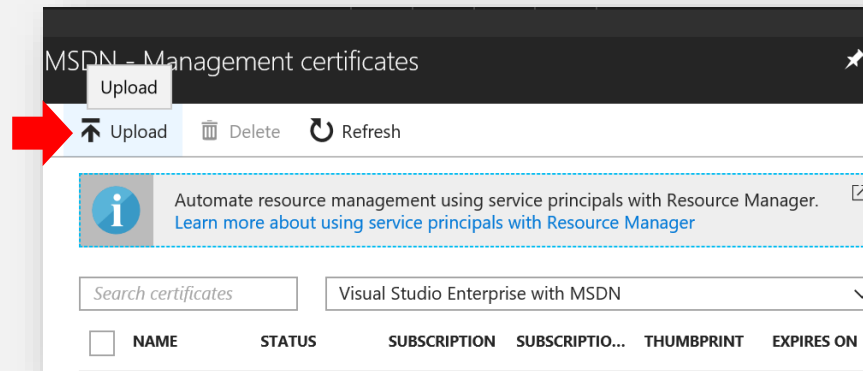 MSDN - Management certificates
Upload
Upload Delete Refresh
Automate resource management using service principals with Resource Manager.
Learn more about using service principals with Resource Manager
Search certificates Visual Studio Enterprise with MSDN
NAME STATUS SUBSCRIPTION SUBSCRIPTIO... THUMBPRINT EXPIRES ON